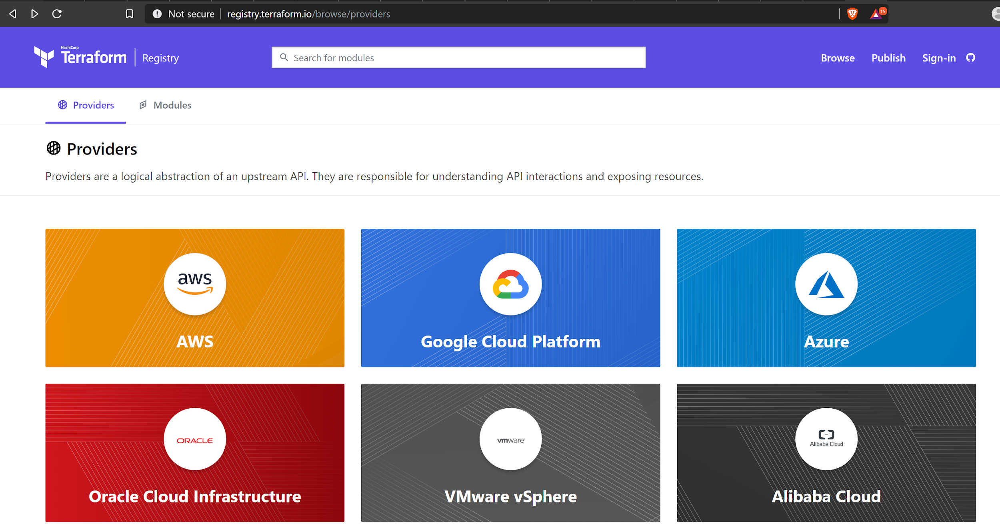 Not secure registry.terraform.io/browse/providers
15
HashiCorp
Terraform Registry
Search for modules
Browse Publish Sign-in
Providers Modules
Providers
Providers are a logical abstraction of an upstream API. They are responsible for understanding API interactions and exposing resources.
aws
AWS
Google Cloud Platform
Azure
ORACLE
Oracle Cloud Infrastructure
vmware
VMware vSphere
Alibaba Cloud
Alibaba Cloud